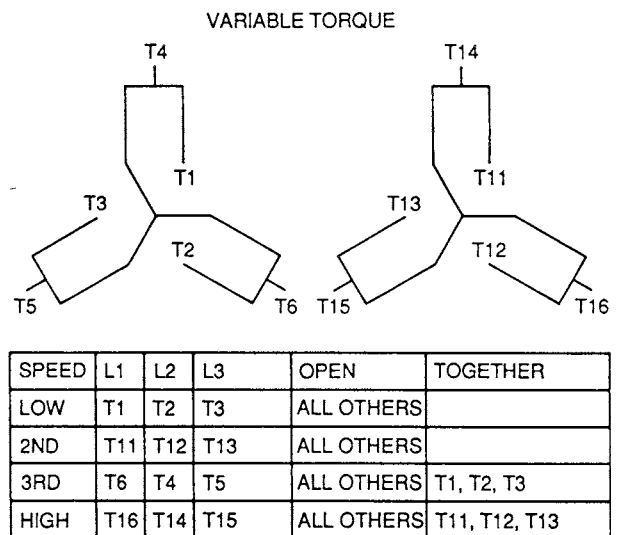 VARIABLE TORQUE
T4 T14
T1 T11
T3 T13
T2 T12
T5 T6 T15 T16
SPEED L1 L2 L3 OPEN TOGETHER
LOW T1 T2 T3 ALL OTHERS
2ND T11 T12 T13 ALL OTHERS
3RD T6 T4 T5 ALL OTHERS T1, T2, T3
HIGH T16 T14 T15 ALL OTHERS T11, T12, T13